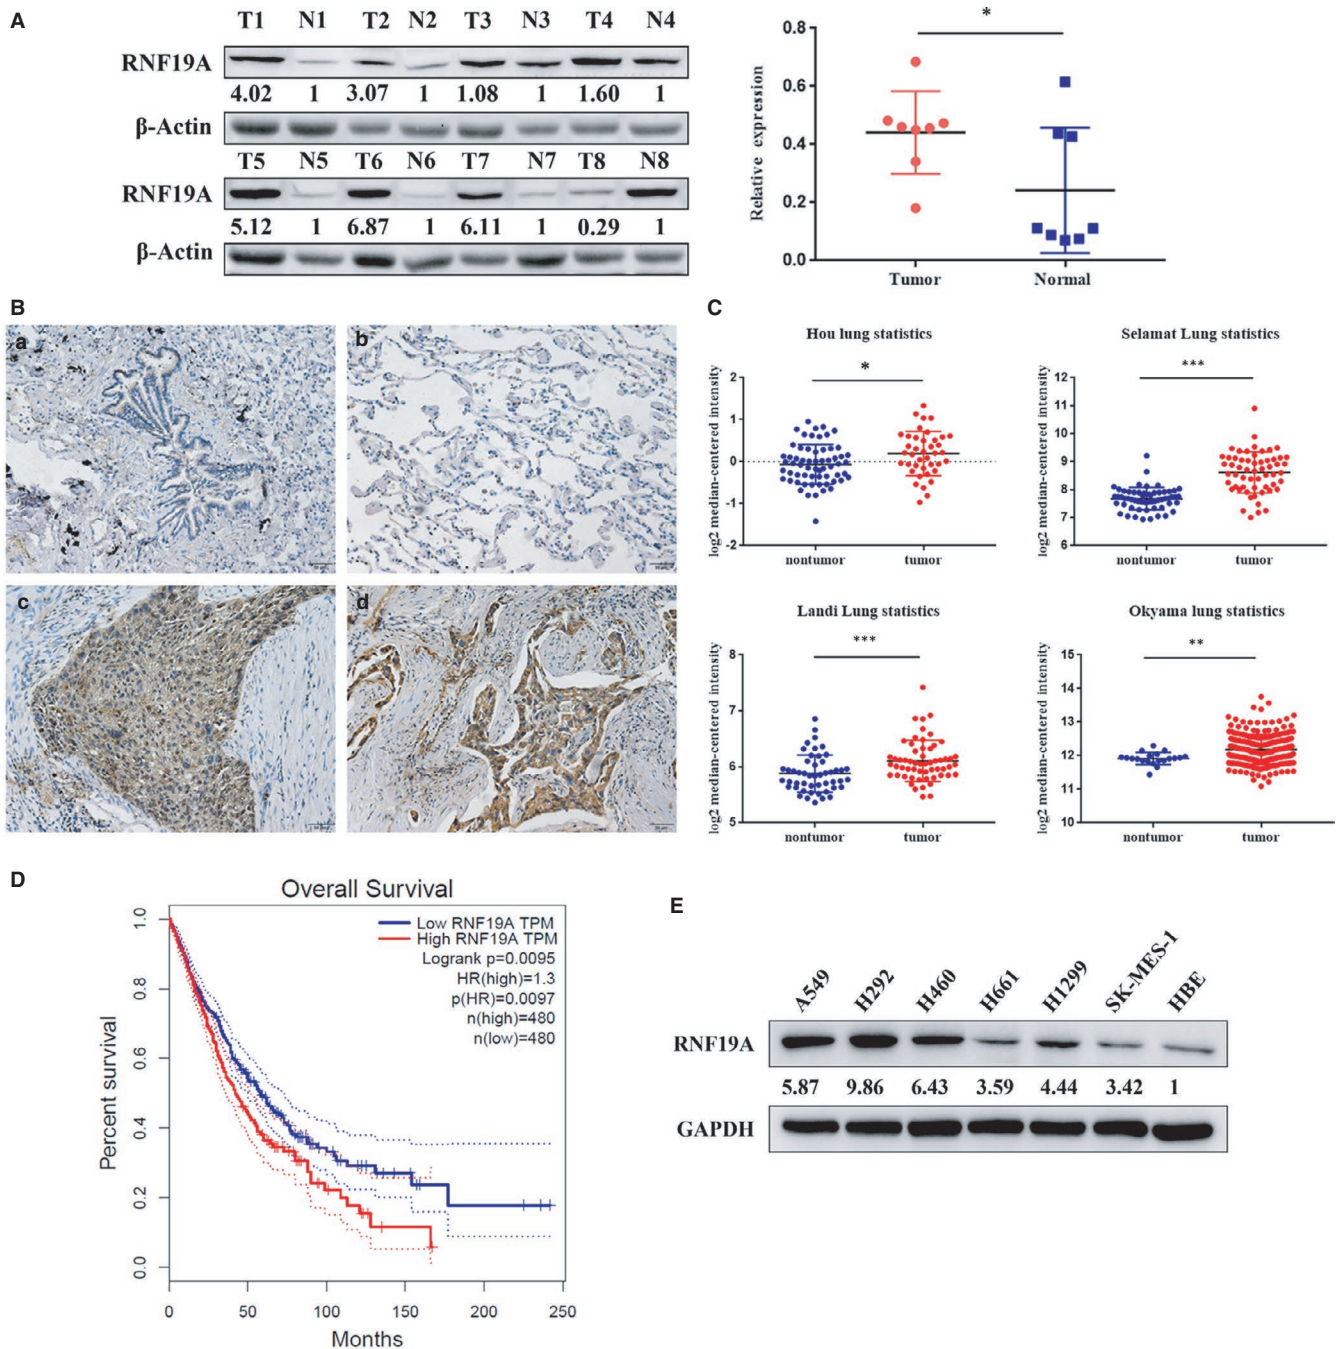 A
T1 N1 T2 N2 T3 N3 T4 N4
RNF19A
4.02 1 3.07 1 1.08 1 1.60 1
β-Actin
T5 N5 T6 N6 T7 N7 T8 N8
RNF19A
5.12 1 6.87 1 6.11 1 0.29 1
β-Actin
*
Relative expression
0.8
0.6
0.4
0.2
0.0
Tumor Normal
B
a
b
c
d
C
Hou lung statistics
*
log2 median-centered intensity
2
1
0
-1
-2
nontumor tumor
Selamat Lung statistics
***
log2 median-centered intensity
12
11
10
9
8
7
6
nontumor tumor
Landi Lung statistics
***
log2 median-centered intensity
8
7
6
5
nontumor tumor
Okyama lung statistics
**
log2 median-centered intensity
15
14
13
12
11
10
nontumor tumor
D
Overall Survival
Low RNF19A TPM
High RNF19A TPM
Logrank p=0.0095
HR(high)=1.3
p(HR)=0.0097
n(high)=480
n(low)=480
Percent survival
1.0
0.8
0.6
0.4
0.2
0.0
0 50 100 150 200 250
Months
E
A549 H292 H460 H661 H1299 SK-MES-1 HBE
RNF19A
5.87 9.86 6.43 3.59 4.44 3.42 1
GAPDH